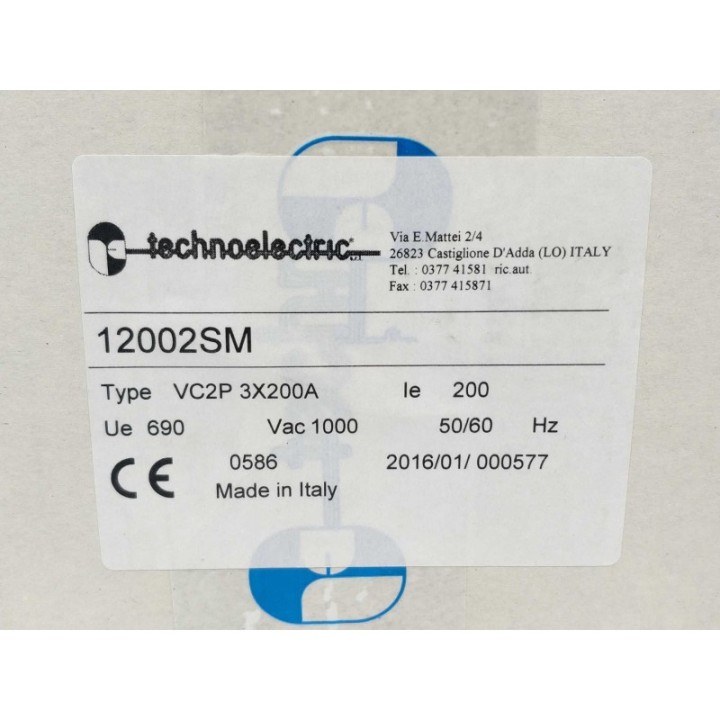 technoelectric
Via E.Mattei 2/4
26823 Castiglione D'Adda (LO) ITALY
Tel. : 0377 41581 ric.aut.
Fax : 0377 415871
12002SM
Type VC2P 3X200A Ie 200
Ue 690 Vac 1000 50/60 Hz
CE 0586 2016/01/ 000577
Made in Italy